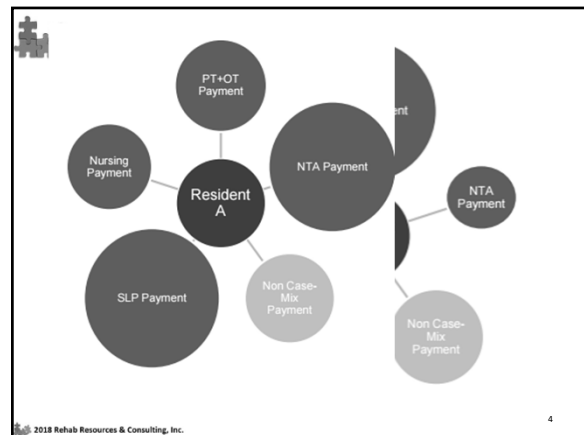 PT+OT
Payment
nt
Nursing
Payment
NTA Payment
Resident
A
NTA
Payment
SLP Payment
Non Case-
Mix
Payment
Non Case-
Mix
Payment
4
2018 Rehab Resources & Consulting, Inc.